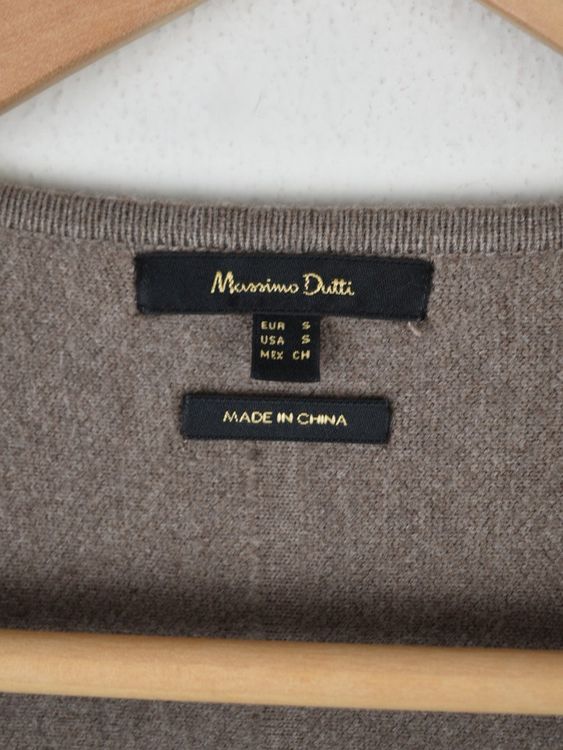 Massimo Dutti
EUR S
USA S
MEX CH
MADE IN CHINA